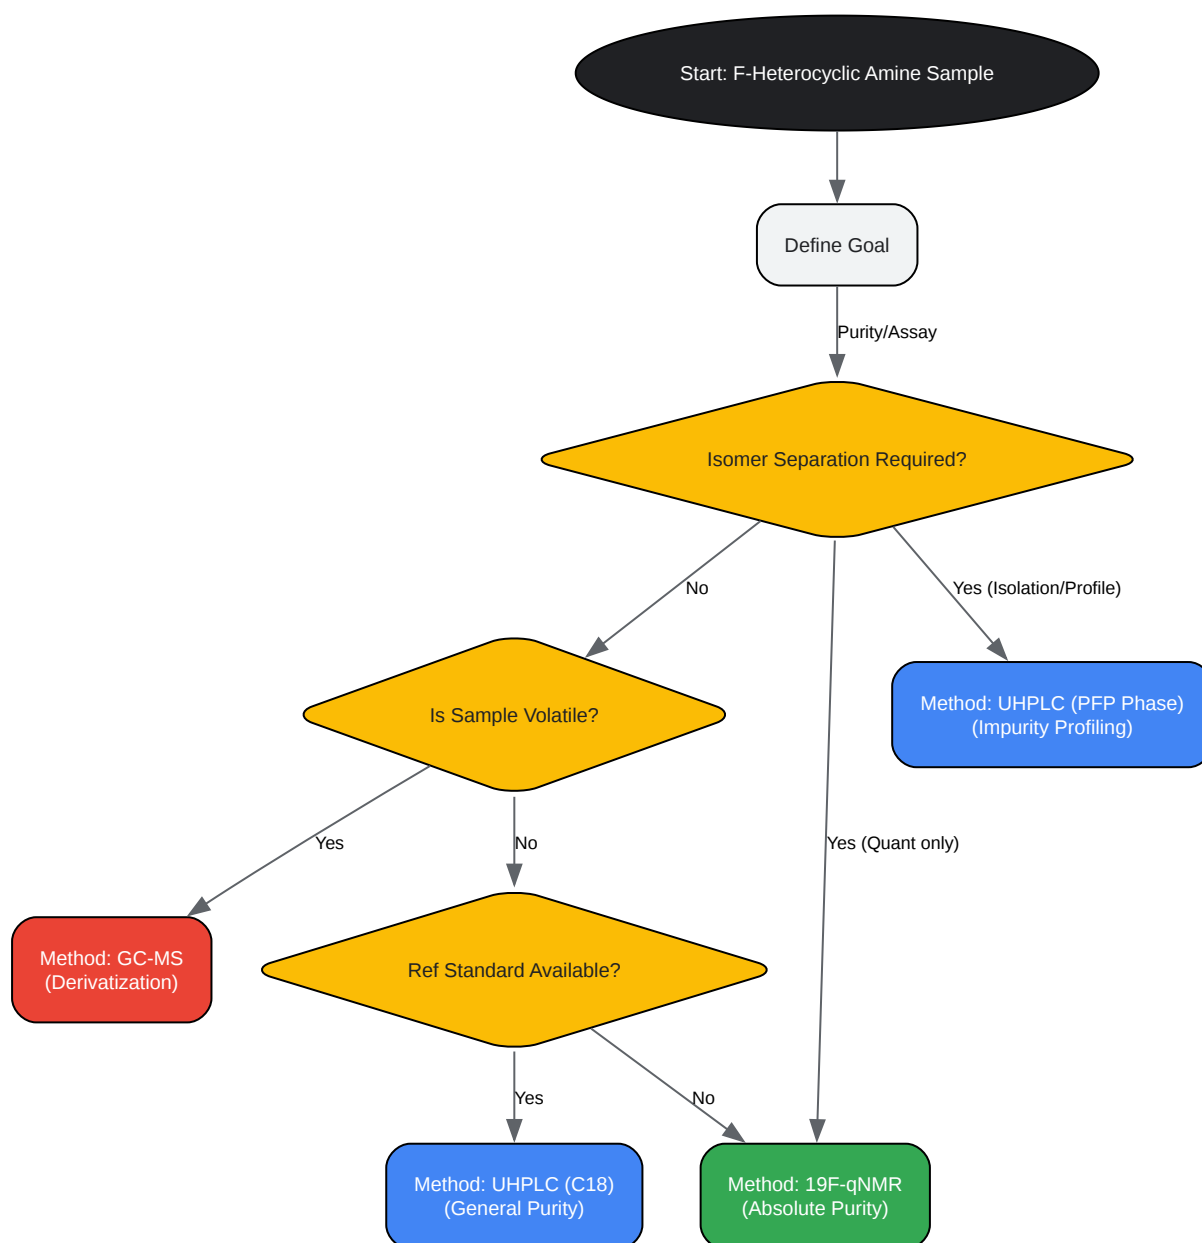 Start: F-Heterocyclic Amine Sample
Define Goal
Purity/Assay
Isomer Separation Required?
No
Yes (Isolation/Profile)
Is Sample Volatile?
Method: UHPLC (PFP Phase)
(Impurity Profiling)
Yes
No
Yes (Quant only)
Method: GC-MS
(Derivatization)
Ref Standard Available?
Yes
No
Method: UHPLC (C18)
(General Purity)
Method: 19F-qNMR
(Absolute Purity)